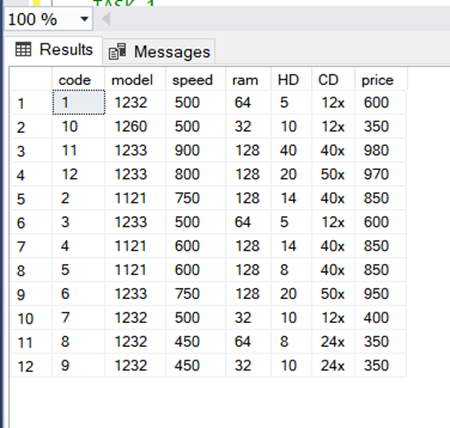 TASK 1
100 %
Results Messages
code model speed ram HD CD price
1 1 1232 500 64 5 12x 600
2 10 1260 500 32 10 12x 350
3 11 1233 900 128 40 40x 980
4 12 1233 800 128 20 50x 970
5 2 1121 750 128 14 40x 850
6 3 1233 500 64 5 12x 600
7 4 1121 600 128 14 40x 850
8 5 1121 600 128 8 40x 850
9 6 1233 750 128 20 50x 950
10 7 1232 500 32 10 12x 400
11 8 1232 450 64 8 24x 350
12 9 1232 450 32 10 24x 350